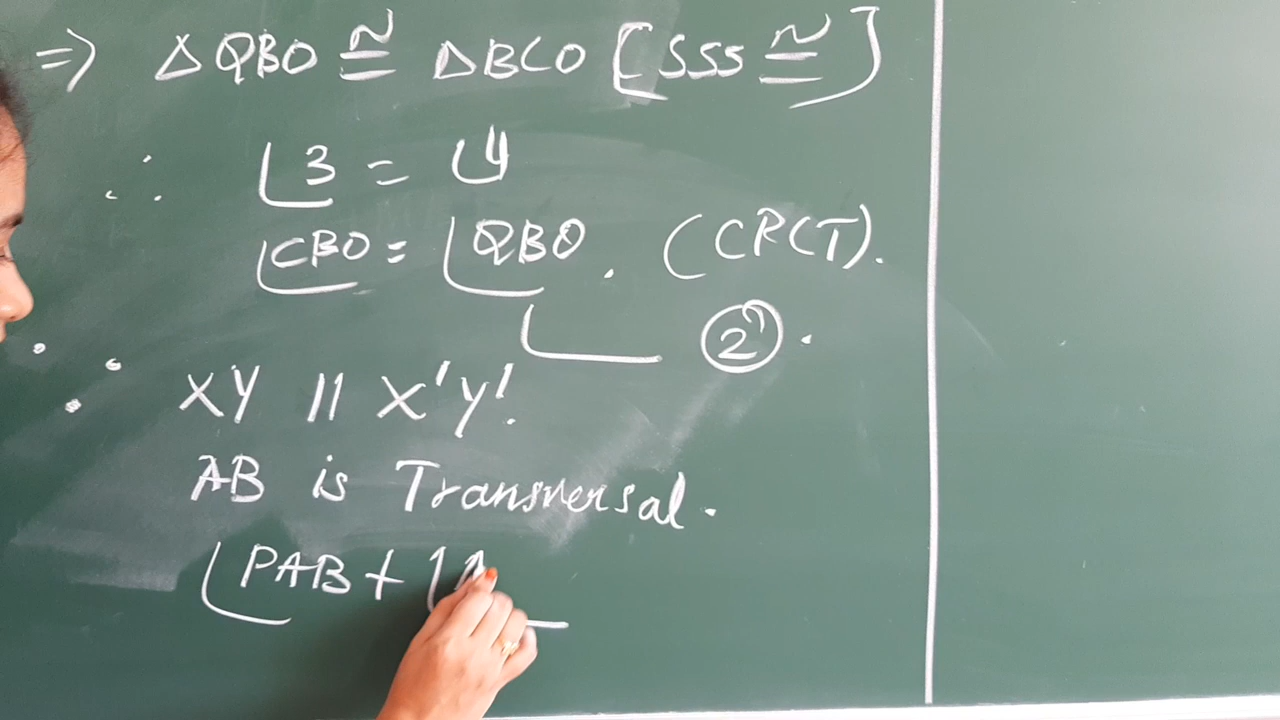 => △QBO ≅ △BCO [SSS ≅]
∴ ∠3 = ∠4
∠CBO = ∠QBO. (CPCT).
∠ ②.
∵ XY || X'Y'.
AB is Transversal.
∠PAB + ∠